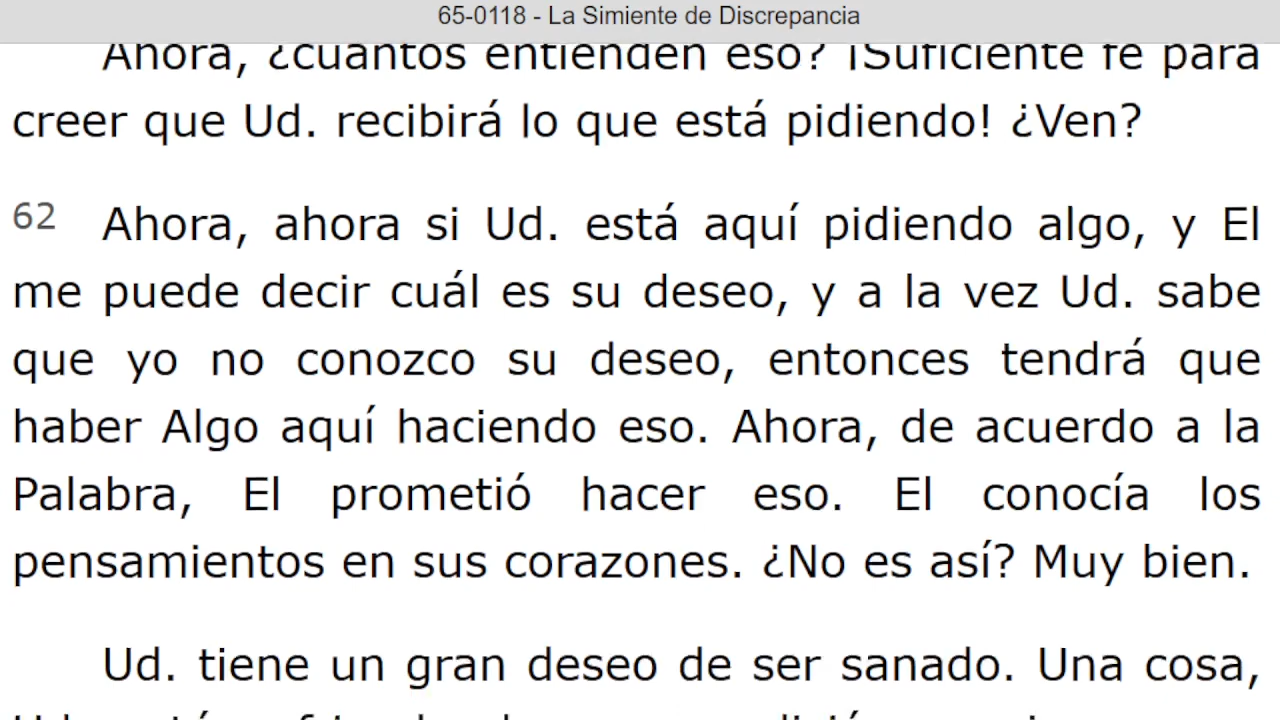 65-0118 - La Simiente de Discrepancia
Ahora, ¿cuántos entienden eso? ¡Suficiente fe para
creer que Ud. recibirá lo que está pidiendo! ¿Ven?
62 Ahora, ahora si Ud. está aquí pidiendo algo, y El
me puede decir cuál es su deseo, y a la vez Ud. sabe
que yo no conozco su deseo, entonces tendrá que
haber Algo aquí haciendo eso. Ahora, de acuerdo a la
Palabra, El prometió hacer eso. El conocía los
pensamientos en sus corazones. ¿No es así? Muy bien.
Ud. tiene un gran deseo de ser sanado. Una cosa,